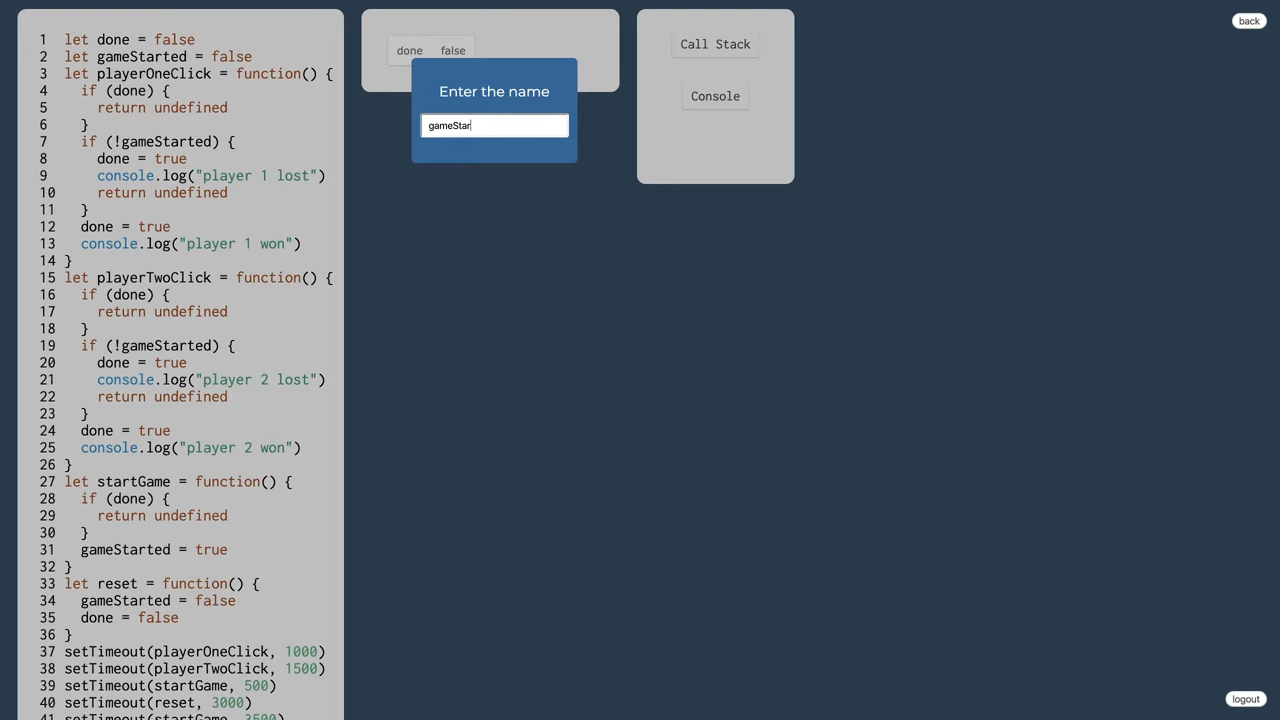 1 let done = false
2 let gameStarted = false
3 let playerOneClick = function() {
4 if (done) {
5 return undefined
6 }
7 if (!gameStarted) {
8 done = true
9 console.log("player 1 lost")
10 return undefined
11 }
12 done = true
13 console.log("player 1 won")
14 }
15 let playerTwoClick = function() {
16 if (done) {
17 return undefined
18 }
19 if (!gameStarted) {
20 done = true
21 console.log("player 2 lost")
22 return undefined
23 }
24 done = true
25 console.log("player 2 won")
26 }
27 let startGame = function() {
28 if (done) {
29 return undefined
30 }
31 gameStarted = true
32 }
33 let reset = function() {
34 gameStarted = false
35 done = false
36 }
37 setTimeout(playerOneClick, 1000)
38 setTimeout(playerTwoClick, 1500)
39 setTimeout(startGame, 500)
40 setTimeout(reset, 3000)
41 setTimeout(startGame, 3500)
done false
Enter the name
gameStar
Call Stack
Console
back
logout